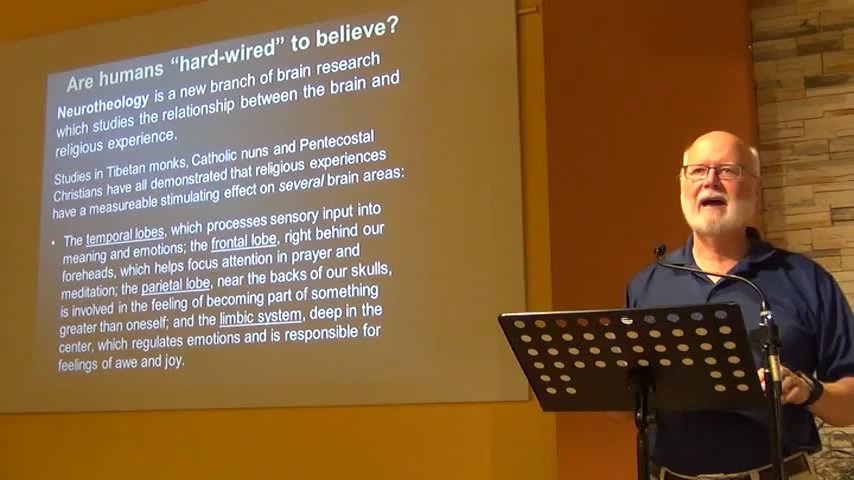 Are humans “hard-wired” to believe?
Neurotheology is a new branch of brain research
which studies the relationship between the brain and
religious experience.
Studies in Tibetan monks, Catholic nuns and Pentecostal
Christians have all demonstrated that religious experiences
have a measureable stimulating effect on several brain areas:
• The temporal lobes, which processes sensory input into
meaning and emotions; the frontal lobe, right behind our
foreheads, which helps focus attention in prayer and
meditation; the parietal lobe, near the backs of our skulls,
is involved in the feeling of becoming part of something
greater than oneself; and the limbic system, deep in the
center, which regulates emotions and is responsible for
feelings of awe and joy.